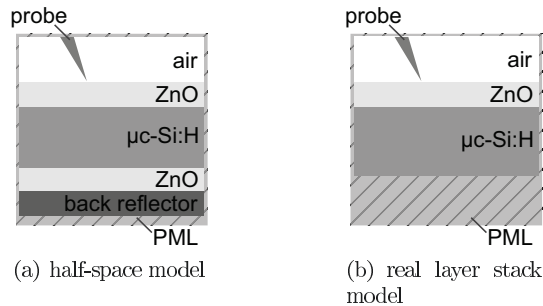 probe
air
ZnO
μc-Si:H
ZnO
back reflector
PML
(a) half-space model
probe
air
ZnO
μc-Si:H
PML
(b) real layer stack
model